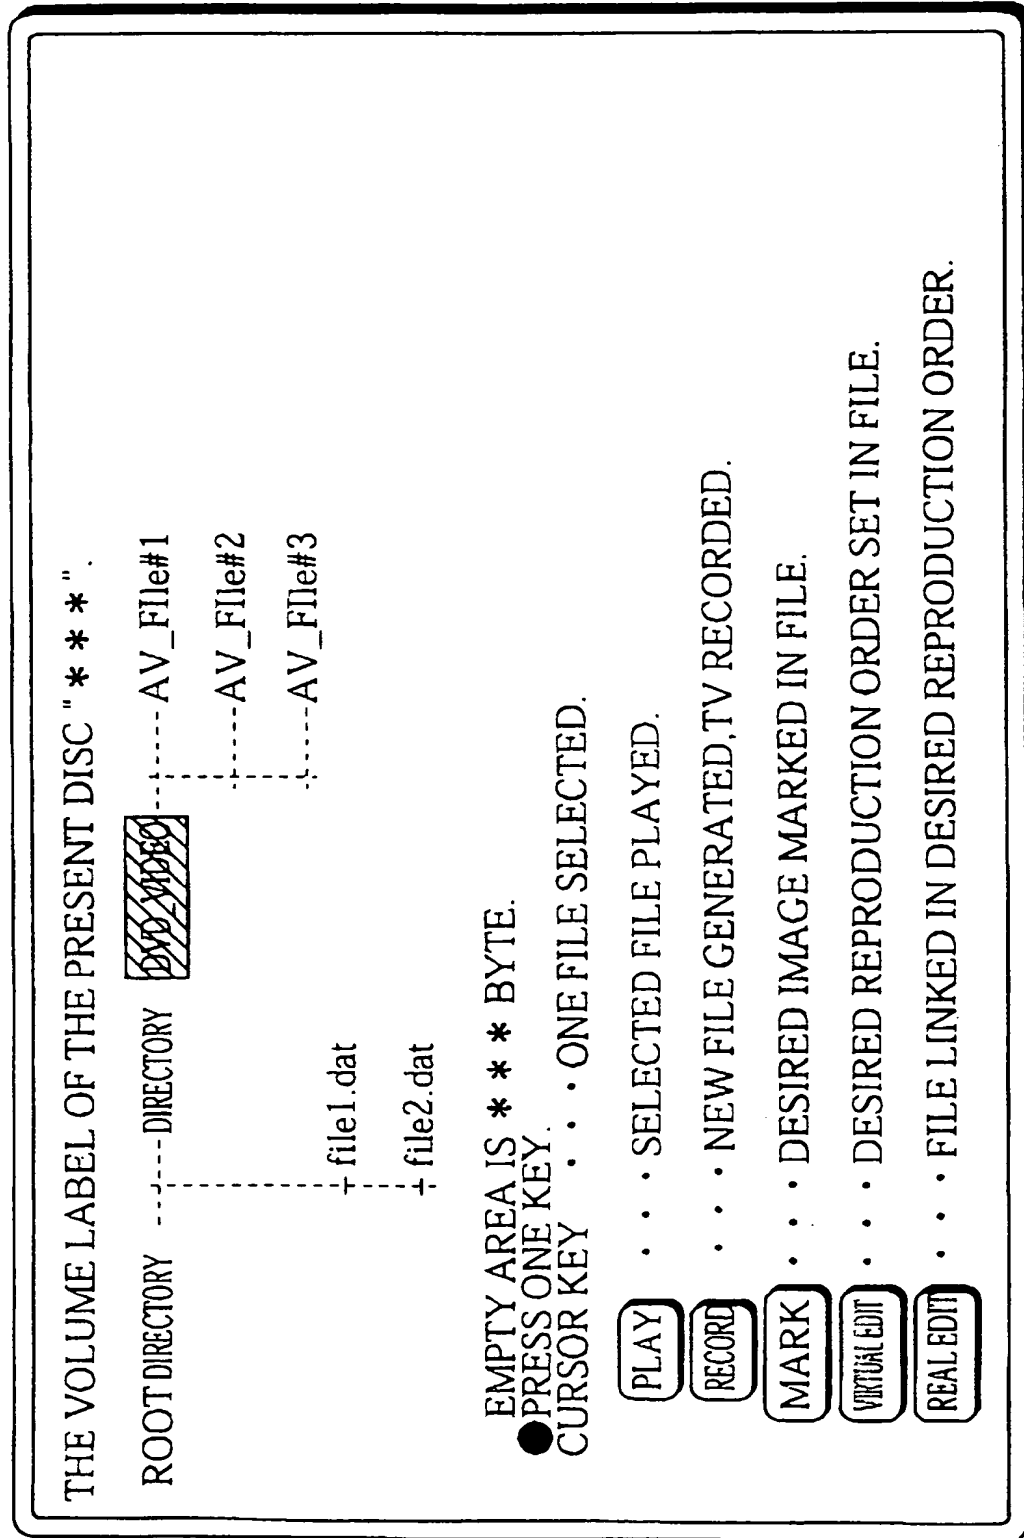 THE VOLUME LABEL OF THE PRESENT DISC "* * *".
ROOT DIRECTORY DIRECTORY DVD_VIDEO AV_FIle#1
AV_FIle#2
AV_FIle#3
file1.dat
file2.dat
EMPTY AREA IS * * * BYTE.
●PRESS ONE KEY.
CURSOR KEY ・・・ONE FILE SELECTED.
PLAY ・・・SELECTED FILE PLAYED.
RECORD ・・・NEW FILE GENERATED,TV RECORDED.
MARK ・・・DESIRED IMAGE MARKED IN FILE.
VIRTUAL EDIT ・・・DESIRED REPRODUCTION ORDER SET IN FILE.
REAL EDIT ・・・FILE LINKED IN DESIRED REPRODUCTION ORDER.